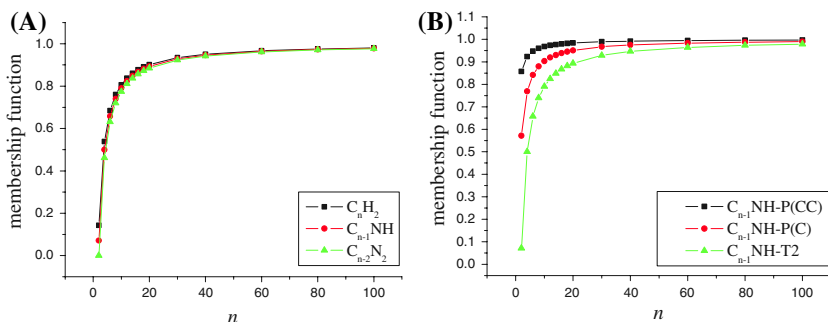 (A)
membership function
1.0
0.8
0.6
0.4
0.2
0.0
0 20 40 60 80 100
n
CnH2
Cn-1NH
Cn-2N2
(B)
membership function
1.1
1.0
0.9
0.8
0.7
0.6
0.5
0.4
0.3
0.2
0.1
0.0
0 20 40 60 80 100
n
Cn-1NH-P(CC)
Cn-1NH-P(C)
Cn-1NH-T2